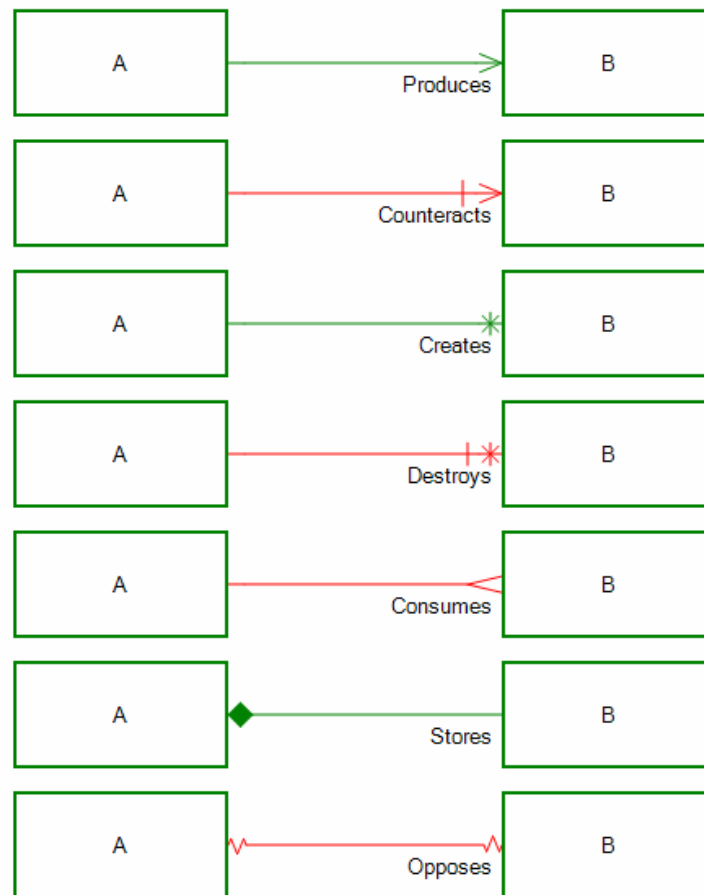 A
B
Produces
A
B
Counteracts
A
B
Creates
A
B
Destroys
A
B
Consumes
A
B
Stores
A
B
Opposes